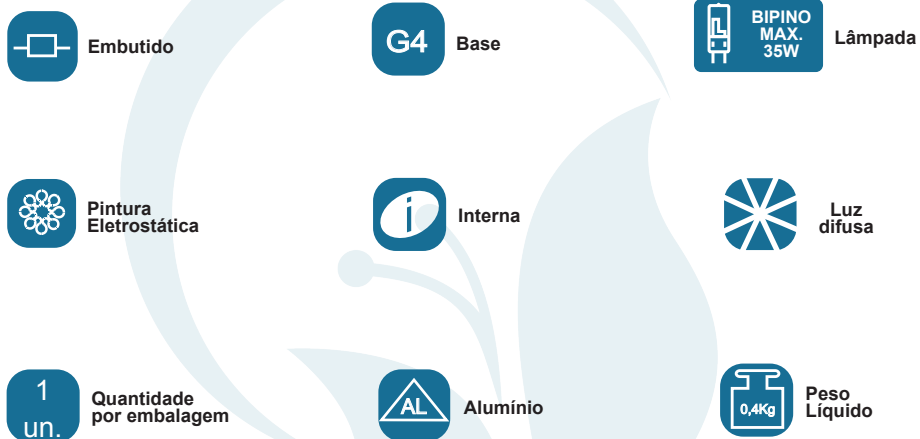 Embutido
G4
Base
BIPINO
MAX.
35W
Lâmpada
Pintura
Eletrostática
i
Interna
Luz
difusa
1
un.
Quantidade
por embalagem
AL
Alumínio
0,4Kg
Peso
Líquido